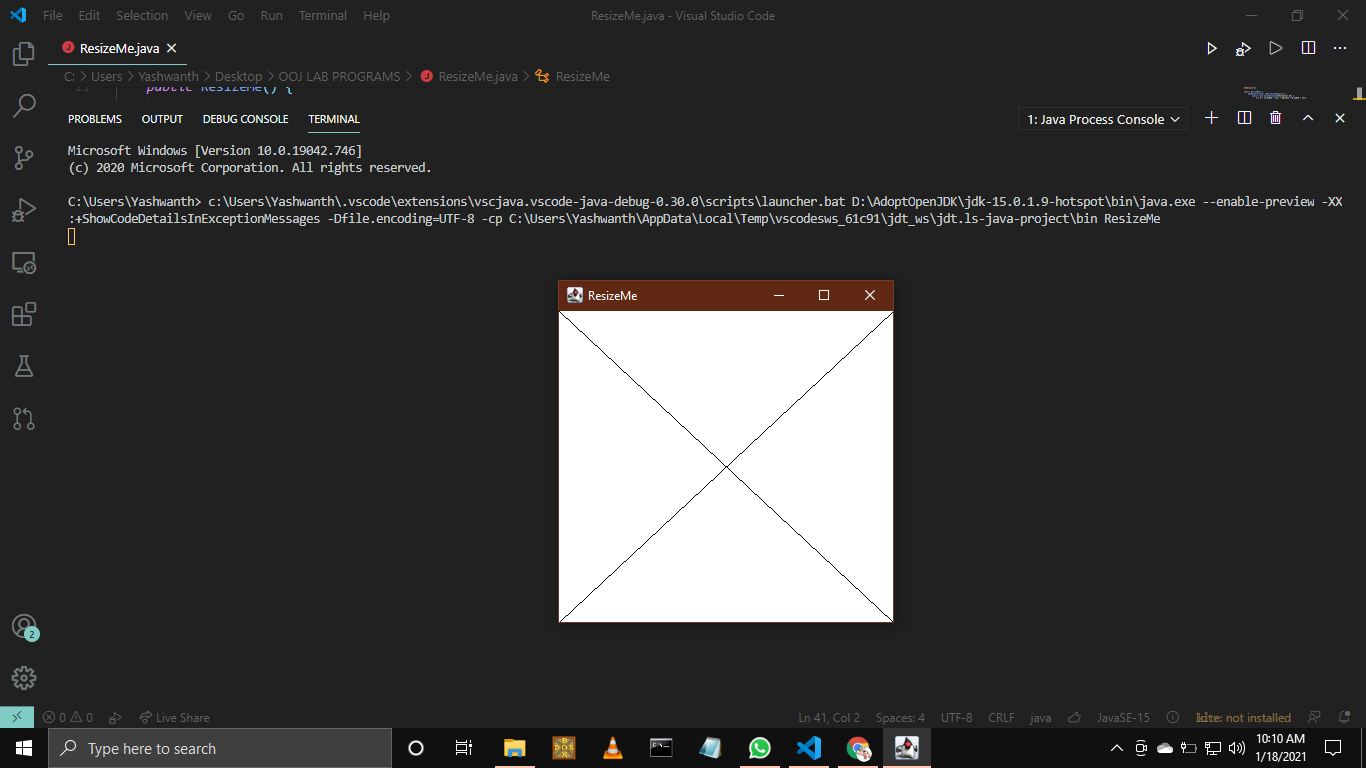 File Edit Selection View Go Run Terminal Help ResizeMe.java - Visual Studio Code
J ResizeMe.java
C: > Users > Yashwanth > Desktop > OOJ LAB PROGRAMS > J ResizeMe.java > ResizeMe
11 public ResizeMe() {
PROBLEMS OUTPUT DEBUG CONSOLE TERMINAL 1: Java Process Console
Microsoft Windows [Version 10.0.19042.746]
(c) 2020 Microsoft Corporation. All rights reserved.
C:\Users\Yashwanth> c:\Users\Yashwanth\.vscode\extensions\vscjava.vscode-java-debug-0.30.0\scripts\launcher.bat D:\AdoptOpenJDK\jdk-15.0.1.9-hotspot\bin\java.exe --enable-preview -XX
:+ShowCodeDetailsInExceptionMessages -Dfile.encoding=UTF-8 -cp C:\Users\Yashwanth\AppData\Local\Temp\vscodesws_61c91\jdt_ws\jdt.ls-java-project\bin ResizeMe
ResizeMe
2
0 0 Live Share Ln 41, Col 2 Spaces: 4 UTF-8 CRLF java JavaSE-15 kite: not installed
Type here to search
DOS
C:\
10:10 AM
1/18/2021